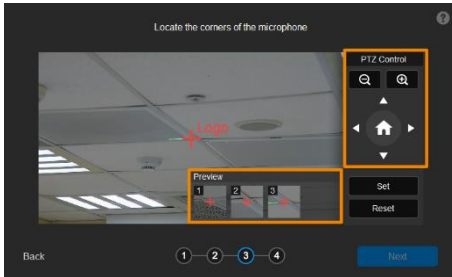 Locate the corners of the microphone
?
PTZ Control
Logo
Preview
1 2 3
Set
Reset
Back
1 2 3 4
Next